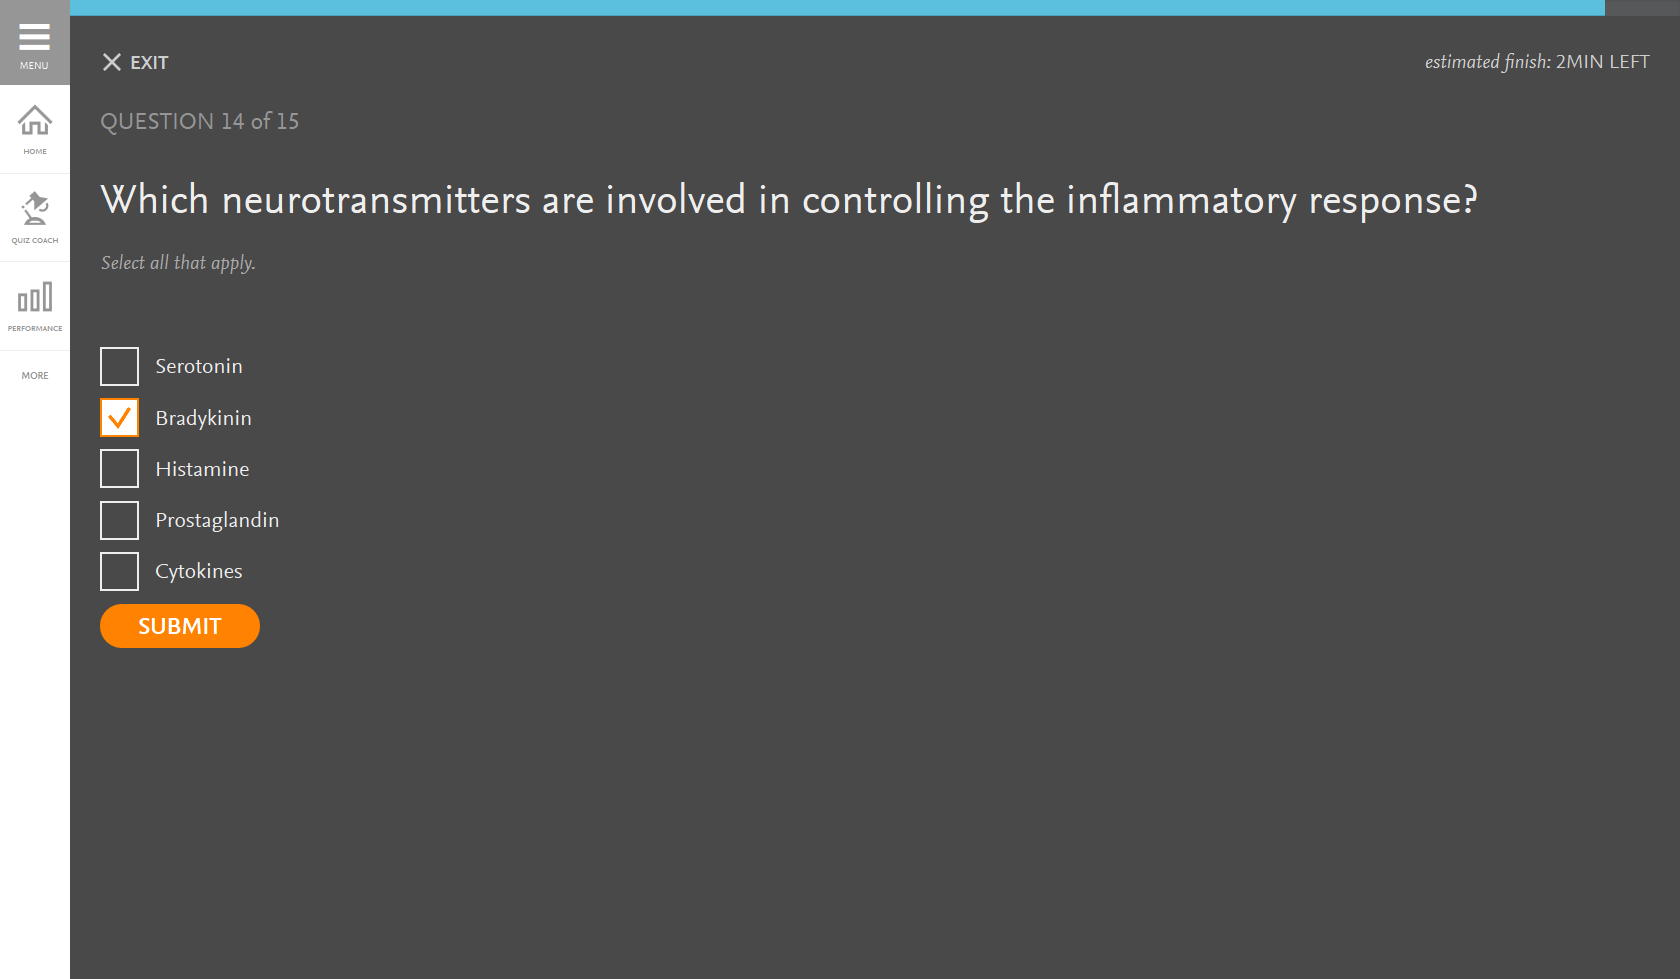 MENU
HOME
QUIZ COACH
PERFORMANCE
MORE
EXIT
estimated finish: 2MIN LEFT
QUESTION 14 of 15
Which neurotransmitters are involved in controlling the inflammatory response?
Select all that apply.
Serotonin
Bradykinin
Histamine
Prostaglandin
Cytokines
SUBMIT